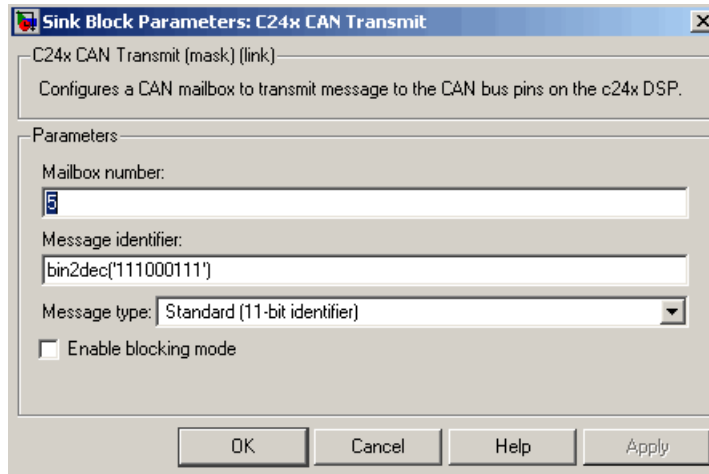 Sink Block Parameters: C24x CAN Transmit
C24x CAN Transmit (mask) (link)
Configures a CAN mailbox to transmit message to the CAN bus pins on the c24x DSP.
Parameters
Mailbox number:
5
Message identifier:
bin2dec('111000111')
Message type: Standard (11-bit identifier)
Enable blocking mode
OK Cancel Help Apply